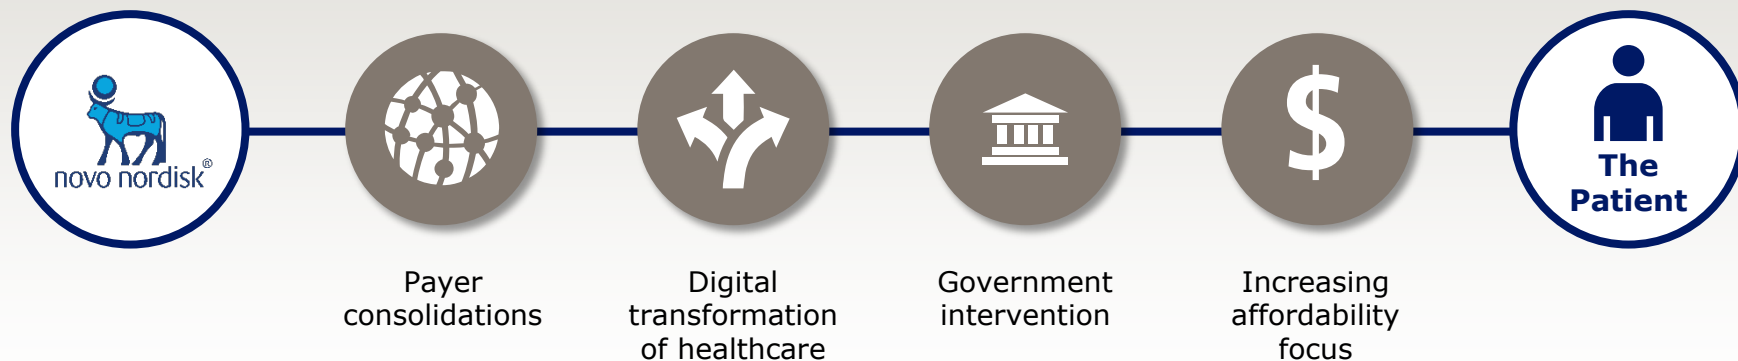 novo nordisk®
The
Patient
Payer
consolidations
Digital
transformation
of healthcare
Government
intervention
Increasing
affordability
focus